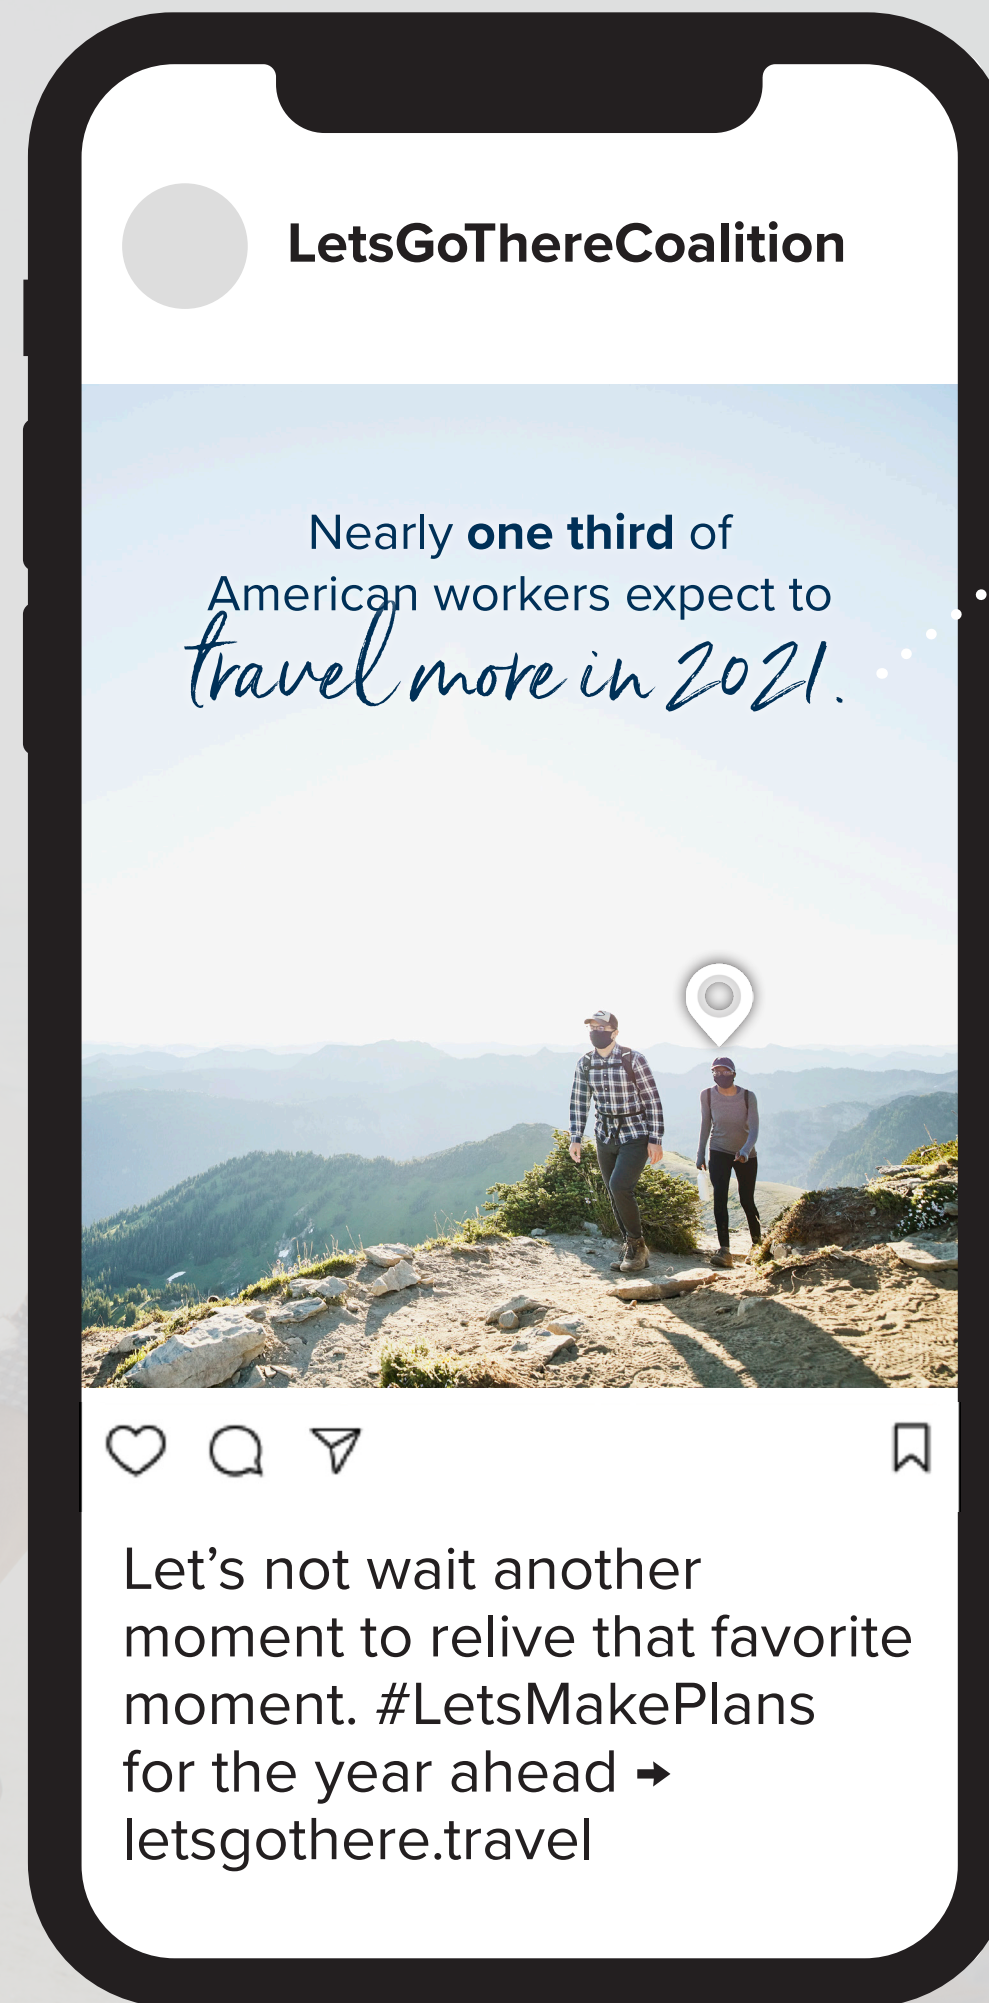 LetsGoThereCoalition
Nearly one third of
American workers expect to
travel more in 2021.
Let’s not wait another
moment to relive that favorite
moment. #LetsMakePlans
for the year ahead ➞
letsgothere.travel